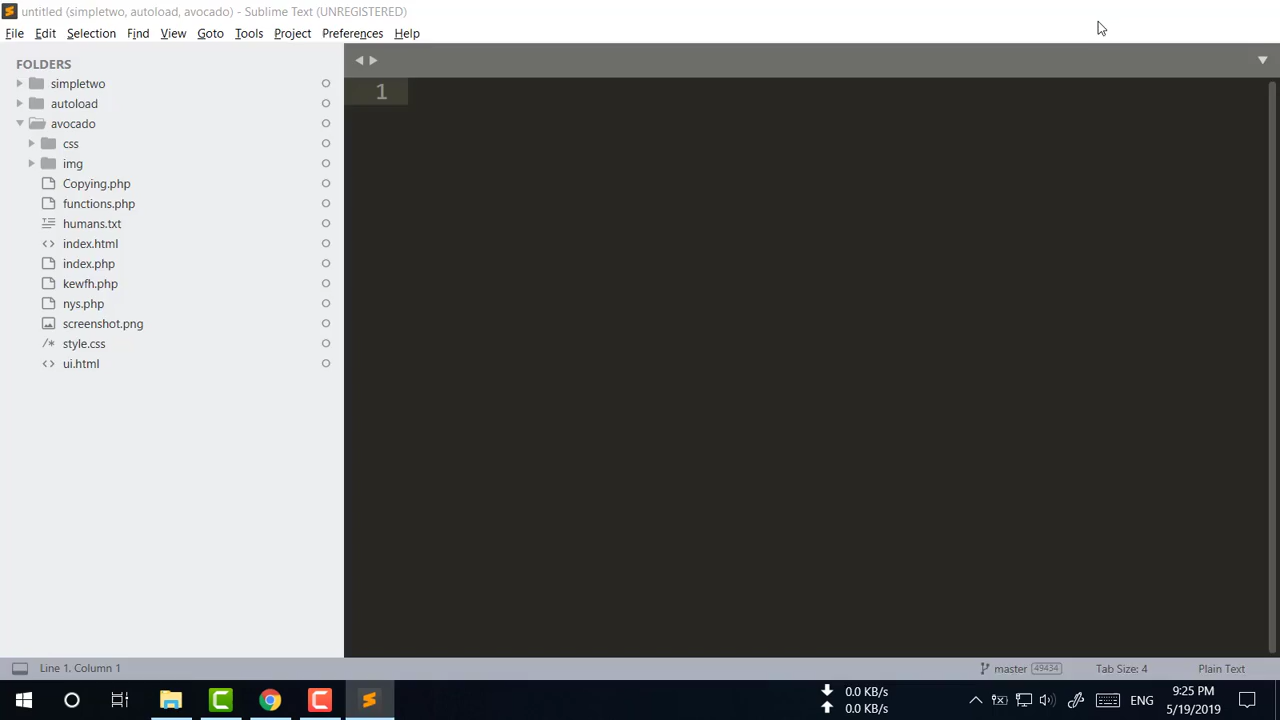 untitled (simpletwo, autoload, avocado) - Sublime Text (UNREGISTERED)
File Edit Selection Find View Goto Tools Project Preferences Help
FOLDERS
simpletwo
autoload
avocado
css
img
Copying.php
functions.php
humans.txt
index.html
index.php
kewfh.php
nys.php
screenshot.png
style.css
ui.html
1
Line 1, Column 1 master 49434 Tab Size: 4 Plain Text
0.0 KB/s
0.0 KB/s
ENG
9:25 PM
5/19/2019